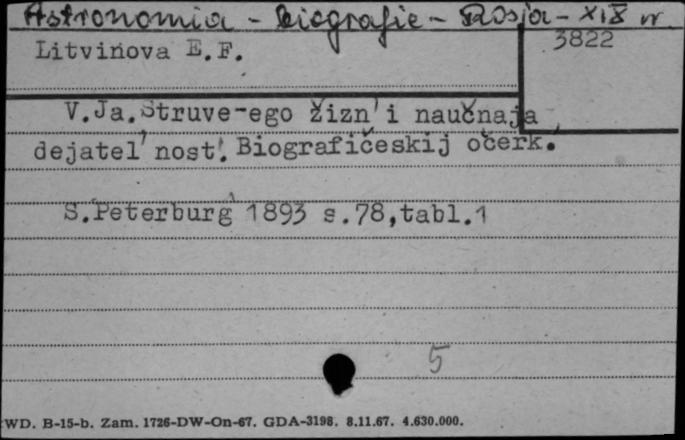 Astronomia - biografie - Rosja - XIX w.
Litvinova E.F.
3822
V.Ja.Struve-ego žizn' i naučnaja
dejatel'nost'. Biografičeskij očerk.
S.Peterburg 1893 s.78,tabl.1
5
WD. B-15-b. Zam. 1726-DW-On-67. GDA-3198. 8.11.67. 4.630.000.